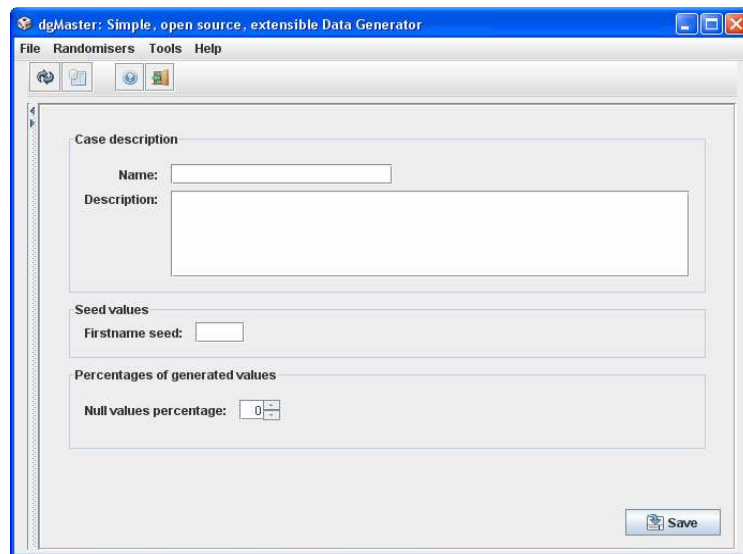 dgMaster: Simple, open source, extensible Data Generator
File Randomisers Tools Help
Case description
Name:
Description:
Seed values
Firstname seed:
Percentages of generated values
Null values percentage: 0
Save